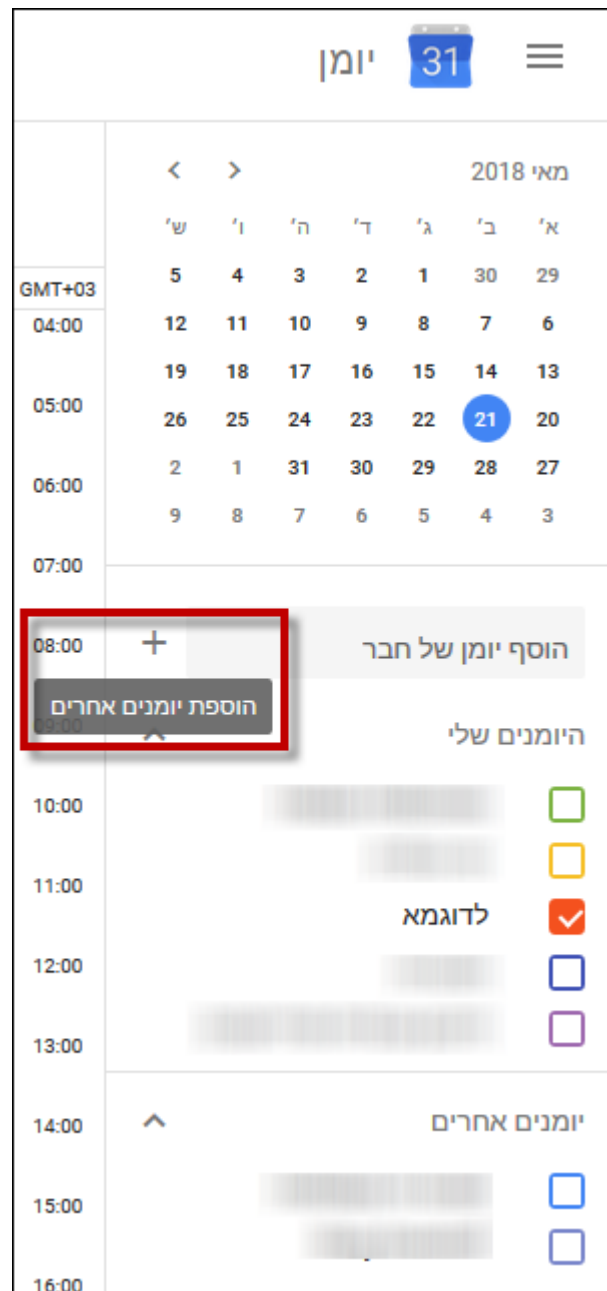 יומן 31
מאי 2018
א׳ ב׳ ג׳ ד׳ ה׳ ו׳ ש׳
29 30 1 2 3 4 5
6 7 8 9 10 11 12
13 14 15 16 17 18 19
20 21 22 23 24 25 26
27 28 29 30 31 1 2
3 4 5 6 7 8 9
GMT+03
04:00
05:00
06:00
07:00
הוסף יומן של חבר +
08:00
הוספת יומנים אחרים
היומנים שלי
09:00
10:00
11:00
לדוגמא
12:00
13:00
יומנים אחרים
14:00
15:00
16:00